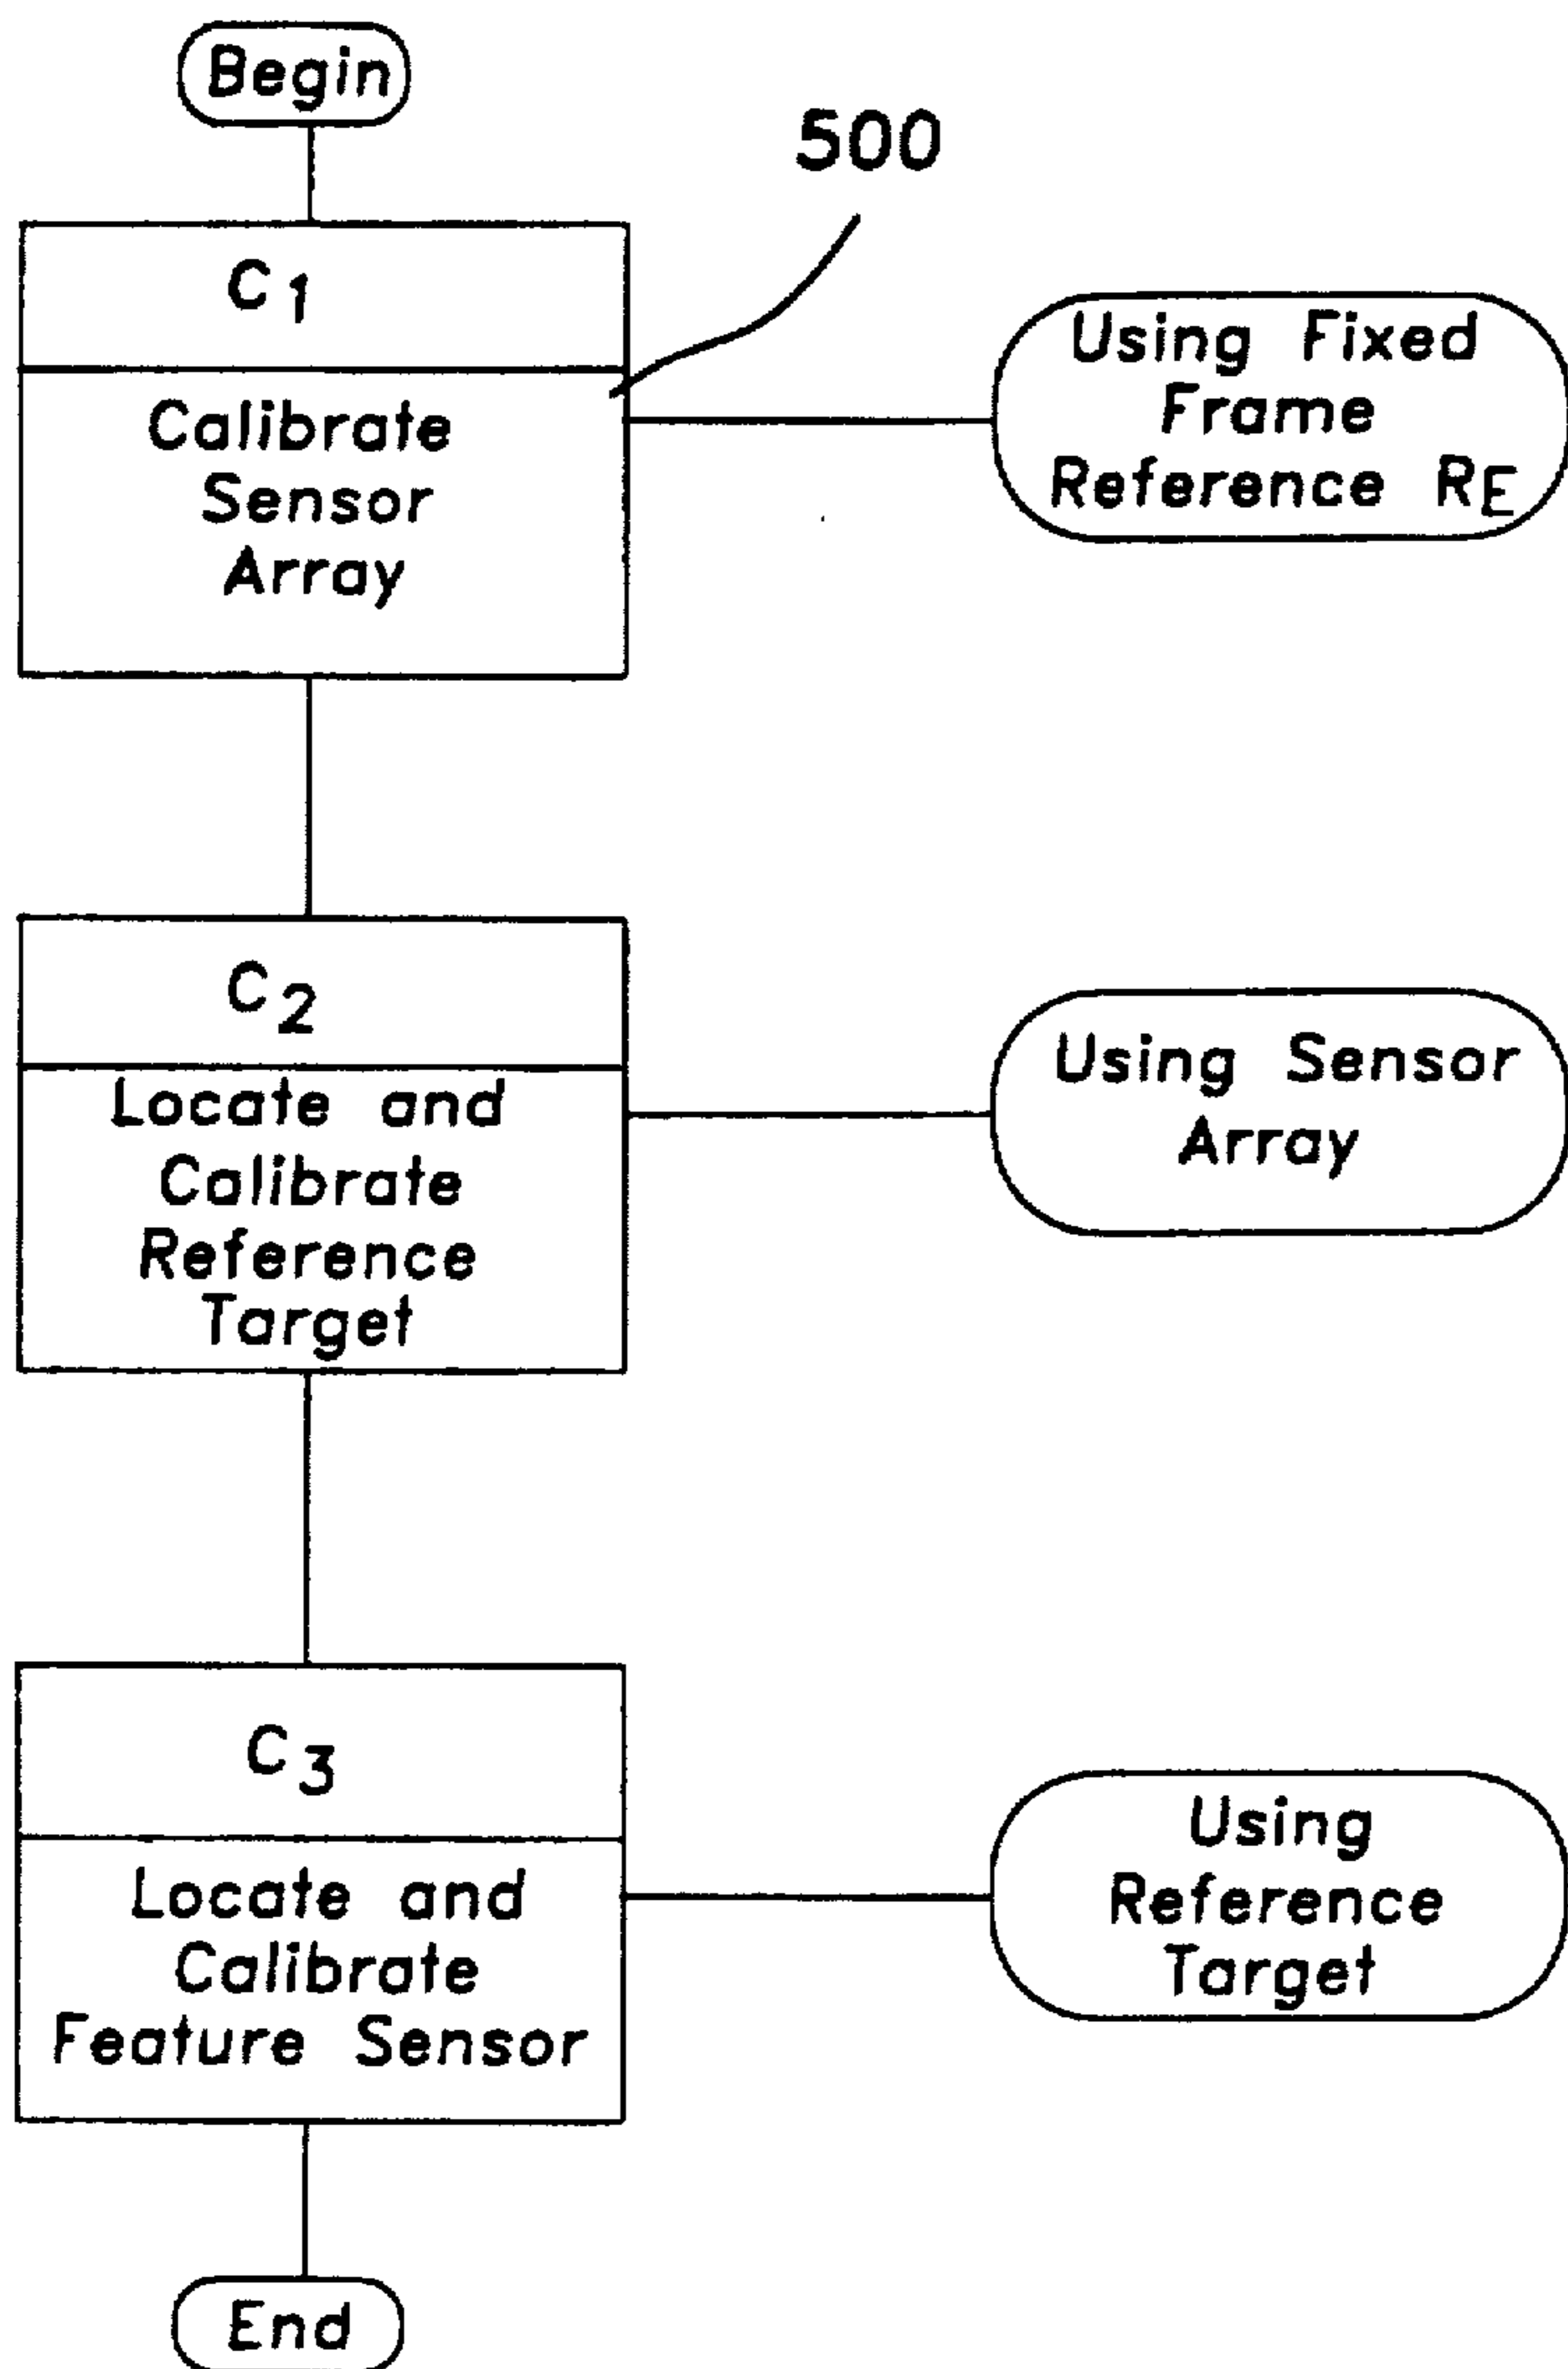 Begin
500
C1
Calibrate
Sensor
Array
Using Fixed
Frame
Reference RE
C2
Locate and
Calibrate
Reference
Target
Using Sensor
Array
C3
Locate and
Calibrate
Feature Sensor
Using
Reference
Target
End